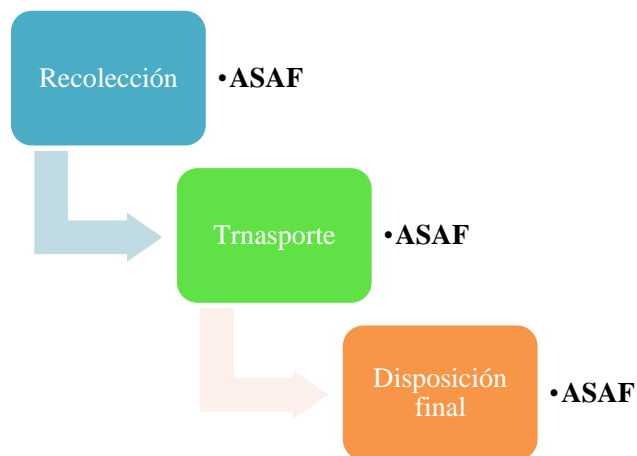 Recolección
•ASAF
Trnasporte
•ASAF
Disposición
final
•ASAF